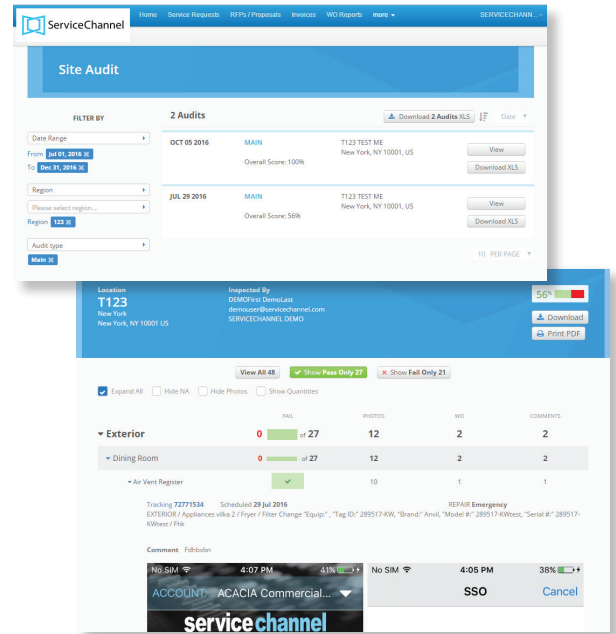 ServiceChannel
Home Service Requests RFPs / Proposals Invoices WO Reports more SERVICECHANN...
Site Audit
FILTER BY
Date Range
From Jul 01, 2016
To Dec 31, 2016
Region
Please select region...
Region 123
Audit type
Main
2 Audits
Download 2 Audits XLS Date
OCT 05 2016 MAIN T123 TEST ME View
New York, NY 10001, US
Overall Score: 100% Download XLS
JUL 29 2016 MAIN T123 TEST ME View
New York, NY 10001, US
Overall Score: 56% Download XLS
10 PER PAGE
Location Inspected By
T123 DEMOFirst DemoLast 56%
New York demouser@servicechannel.com
New York, NY 10001 US SERVICECHANNEL DEMO Download
Print PDF
View All 48 Show Pass Only 27 Show Fail Only 21
Expand All Hide NA Hide Photos Show Quantities
FAIL PHOTOS WO COMMENTS
Exterior 0 of 27 12 2 2
Dining Room 0 of 27 12 2 2
Air Vent Register 10 1 1
Tracking 72771534 Scheduled 29 Jul 2016 REPAIR Emergency
EXTERIOR / Appliances vilka 2 / Fryer / Filter Change "Equip:" , "Tag ID:" 289517-KW, "Brand:" Anvil, "Model #:" 289517-KWtest, "Serial #:" 289517-
KWtest / Fhk
Comment Fdhbvbn
No SIM 4:07 PM 41%
ACCOUNT: ACACIA Commercial...
servicechannel
No SIM 4:05 PM 38%
SSO Cancel